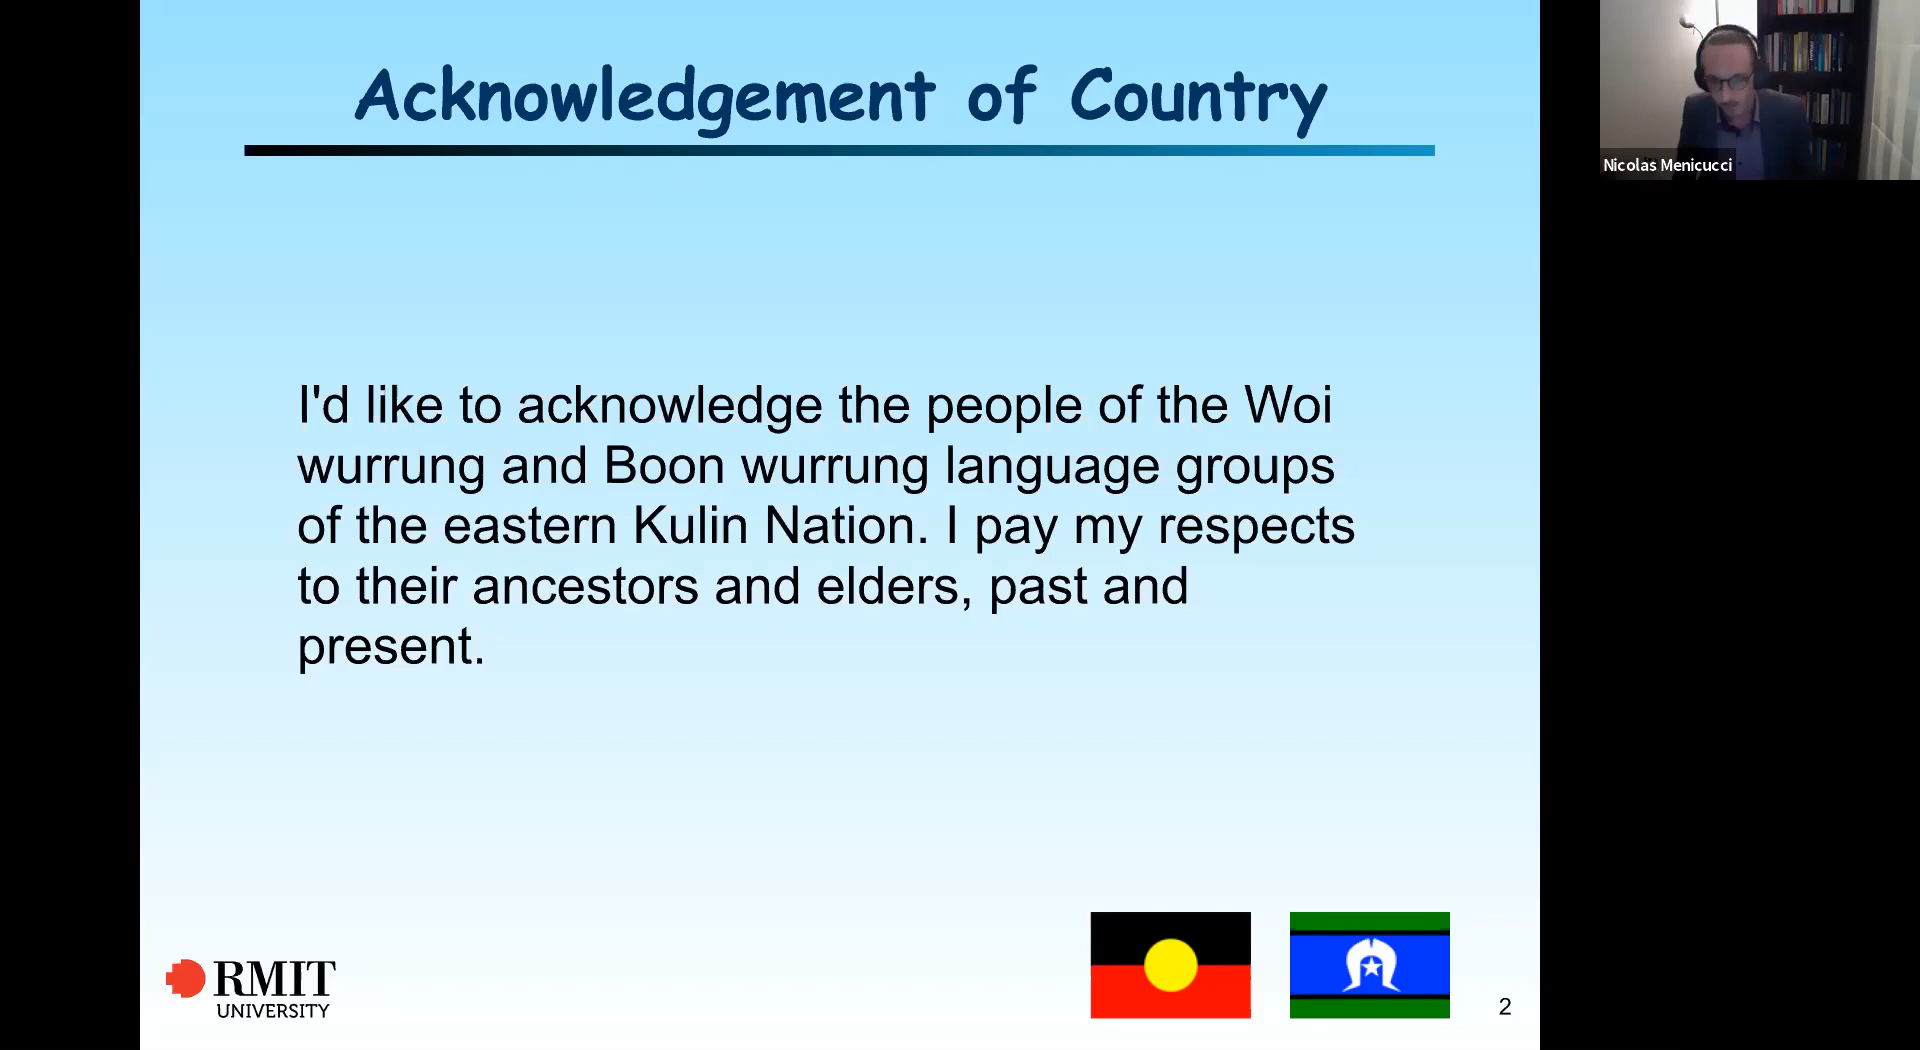 Acknowledgement of Country
Nicolas Menicucci
I'd like to acknowledge the people of the Woi
wurrung and Boon wurrung language groups
of the eastern Kulin Nation. I pay my respects
to their ancestors and elders, past and
present.
RMIT
UNIVERSITY
2